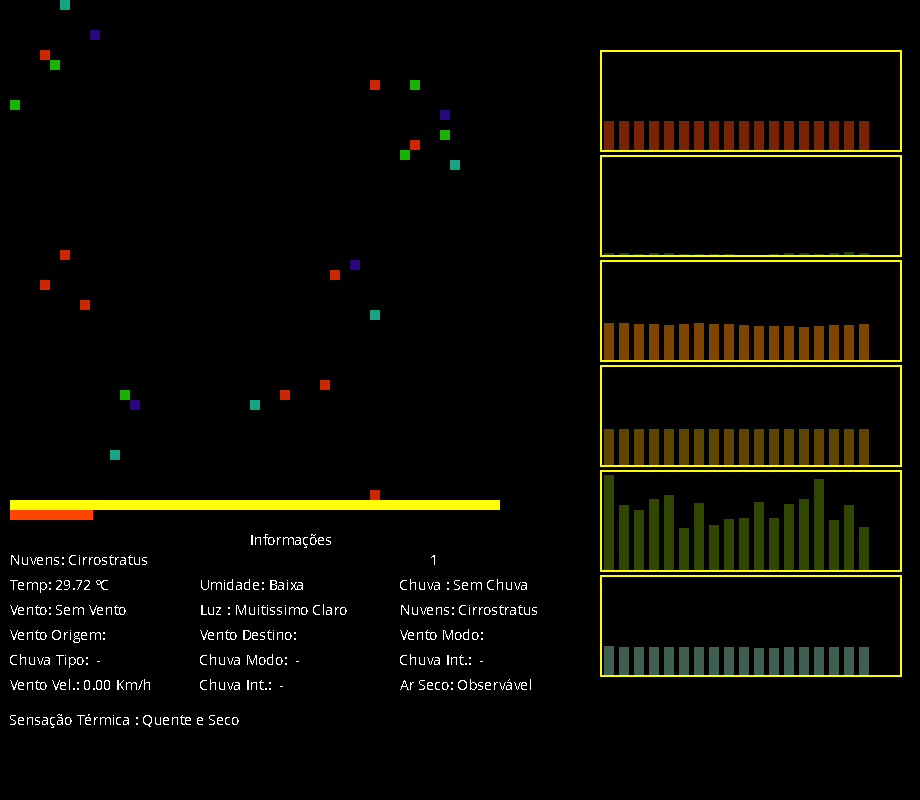 Informações
Nuvens: Cirrostratus 1
Temp: 29.72 ºC Umidade: Baixa Chuva : Sem Chuva
Vento: Sem Vento Luz : Muitissimo Claro Nuvens: Cirrostratus
Vento Origem: Vento Destino: Vento Modo:
Chuva Tipo: - Chuva Modo: - Chuva Int.: -
Vento Vel.: 0.00 Km/h Chuva Int.: - Ar Seco: Observável
Sensação Térmica : Quente e Seco